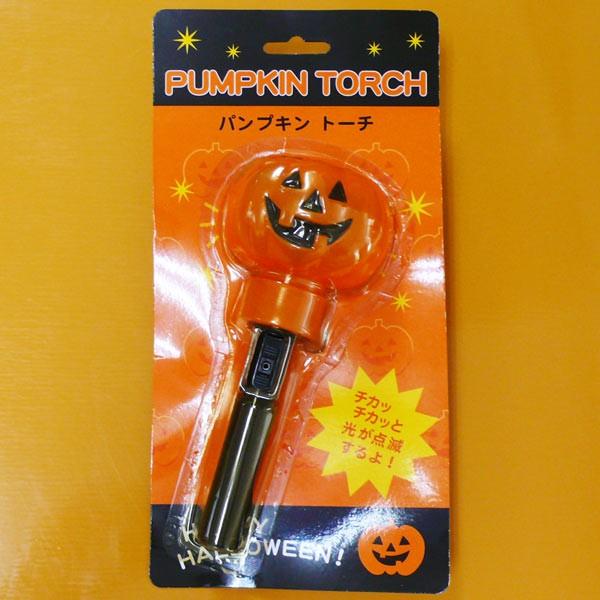 PUMPKIN TORCH
パンプキン トーチ
チカッ
チカッと
光が点滅
するよ！
HALLOWEEN!